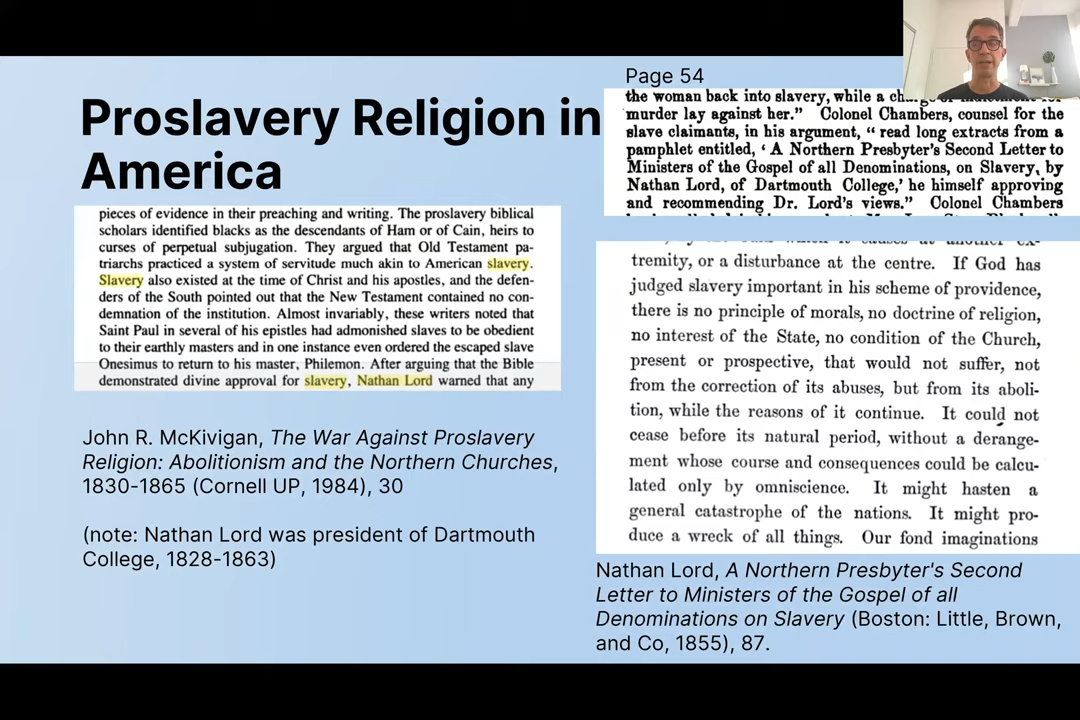 Proslavery Religion in
America
pieces of evidence in their preaching and writing. The proslavery biblical
scholars identified blacks as the descendants of Ham or of Cain, heirs to
curses of perpetual subjugation. They argued that Old Testament pa-
triarchs practiced a system of servitude much akin to American slavery.
Slavery also existed at the time of Christ and his apostles, and the defen-
ders of the South pointed out that the New Testament contained no con-
demnation of the institution. Almost invariably, these writers noted that
Saint Paul in several of his epistles had admonished slaves to be obedient
to their earthly masters and in one instance even ordered the escaped slave
Onesimus to return to his master, Philemon. After arguing that the Bible
demonstrated divine approval for slavery, Nathan Lord warned that any
John R. McKivigan, The War Against Proslavery
Religion: Abolitionism and the Northern Churches,
1830-1865 (Cornell UP, 1984), 30
(note: Nathan Lord was president of Dartmouth
College, 1828-1863)
Page 54
the woman back into slavery, while a
murder lay against her." Colonel Chambers, counsel for the
slave claimants, in his argument, "read long extracts from a
pamphlet entitled, 'A Northern Presbyter's Second Letter to
Ministers of the Gospel of all Denominations, on Slavery, by
Nathan Lord, of Dartmouth College,' he himself approving
and recommending Dr. Lord's views." Colonel Chambers
tremity, or a disturbance at the centre. If God has
judged slavery important in his scheme of providence,
there is no principle of morals, no doctrine of religion,
no interest of the State, no condition of the Church,
present or prospective, that would not suffer, not
from the correction of its abuses, but from its aboli-
tion, while the reasons of it continue. It could not
cease before its natural period, without a derange-
ment whose course and consequences could be calcu-
lated only by omniscience. It might hasten a
general catastrophe of the nations. It might pro-
duce a wreck of all things. Our fond imaginations
Nathan Lord, A Northern Presbyter's Second
Letter to Ministers of the Gospel of all
Denominations on Slavery (Boston: Little, Brown,
and Co, 1855), 87.